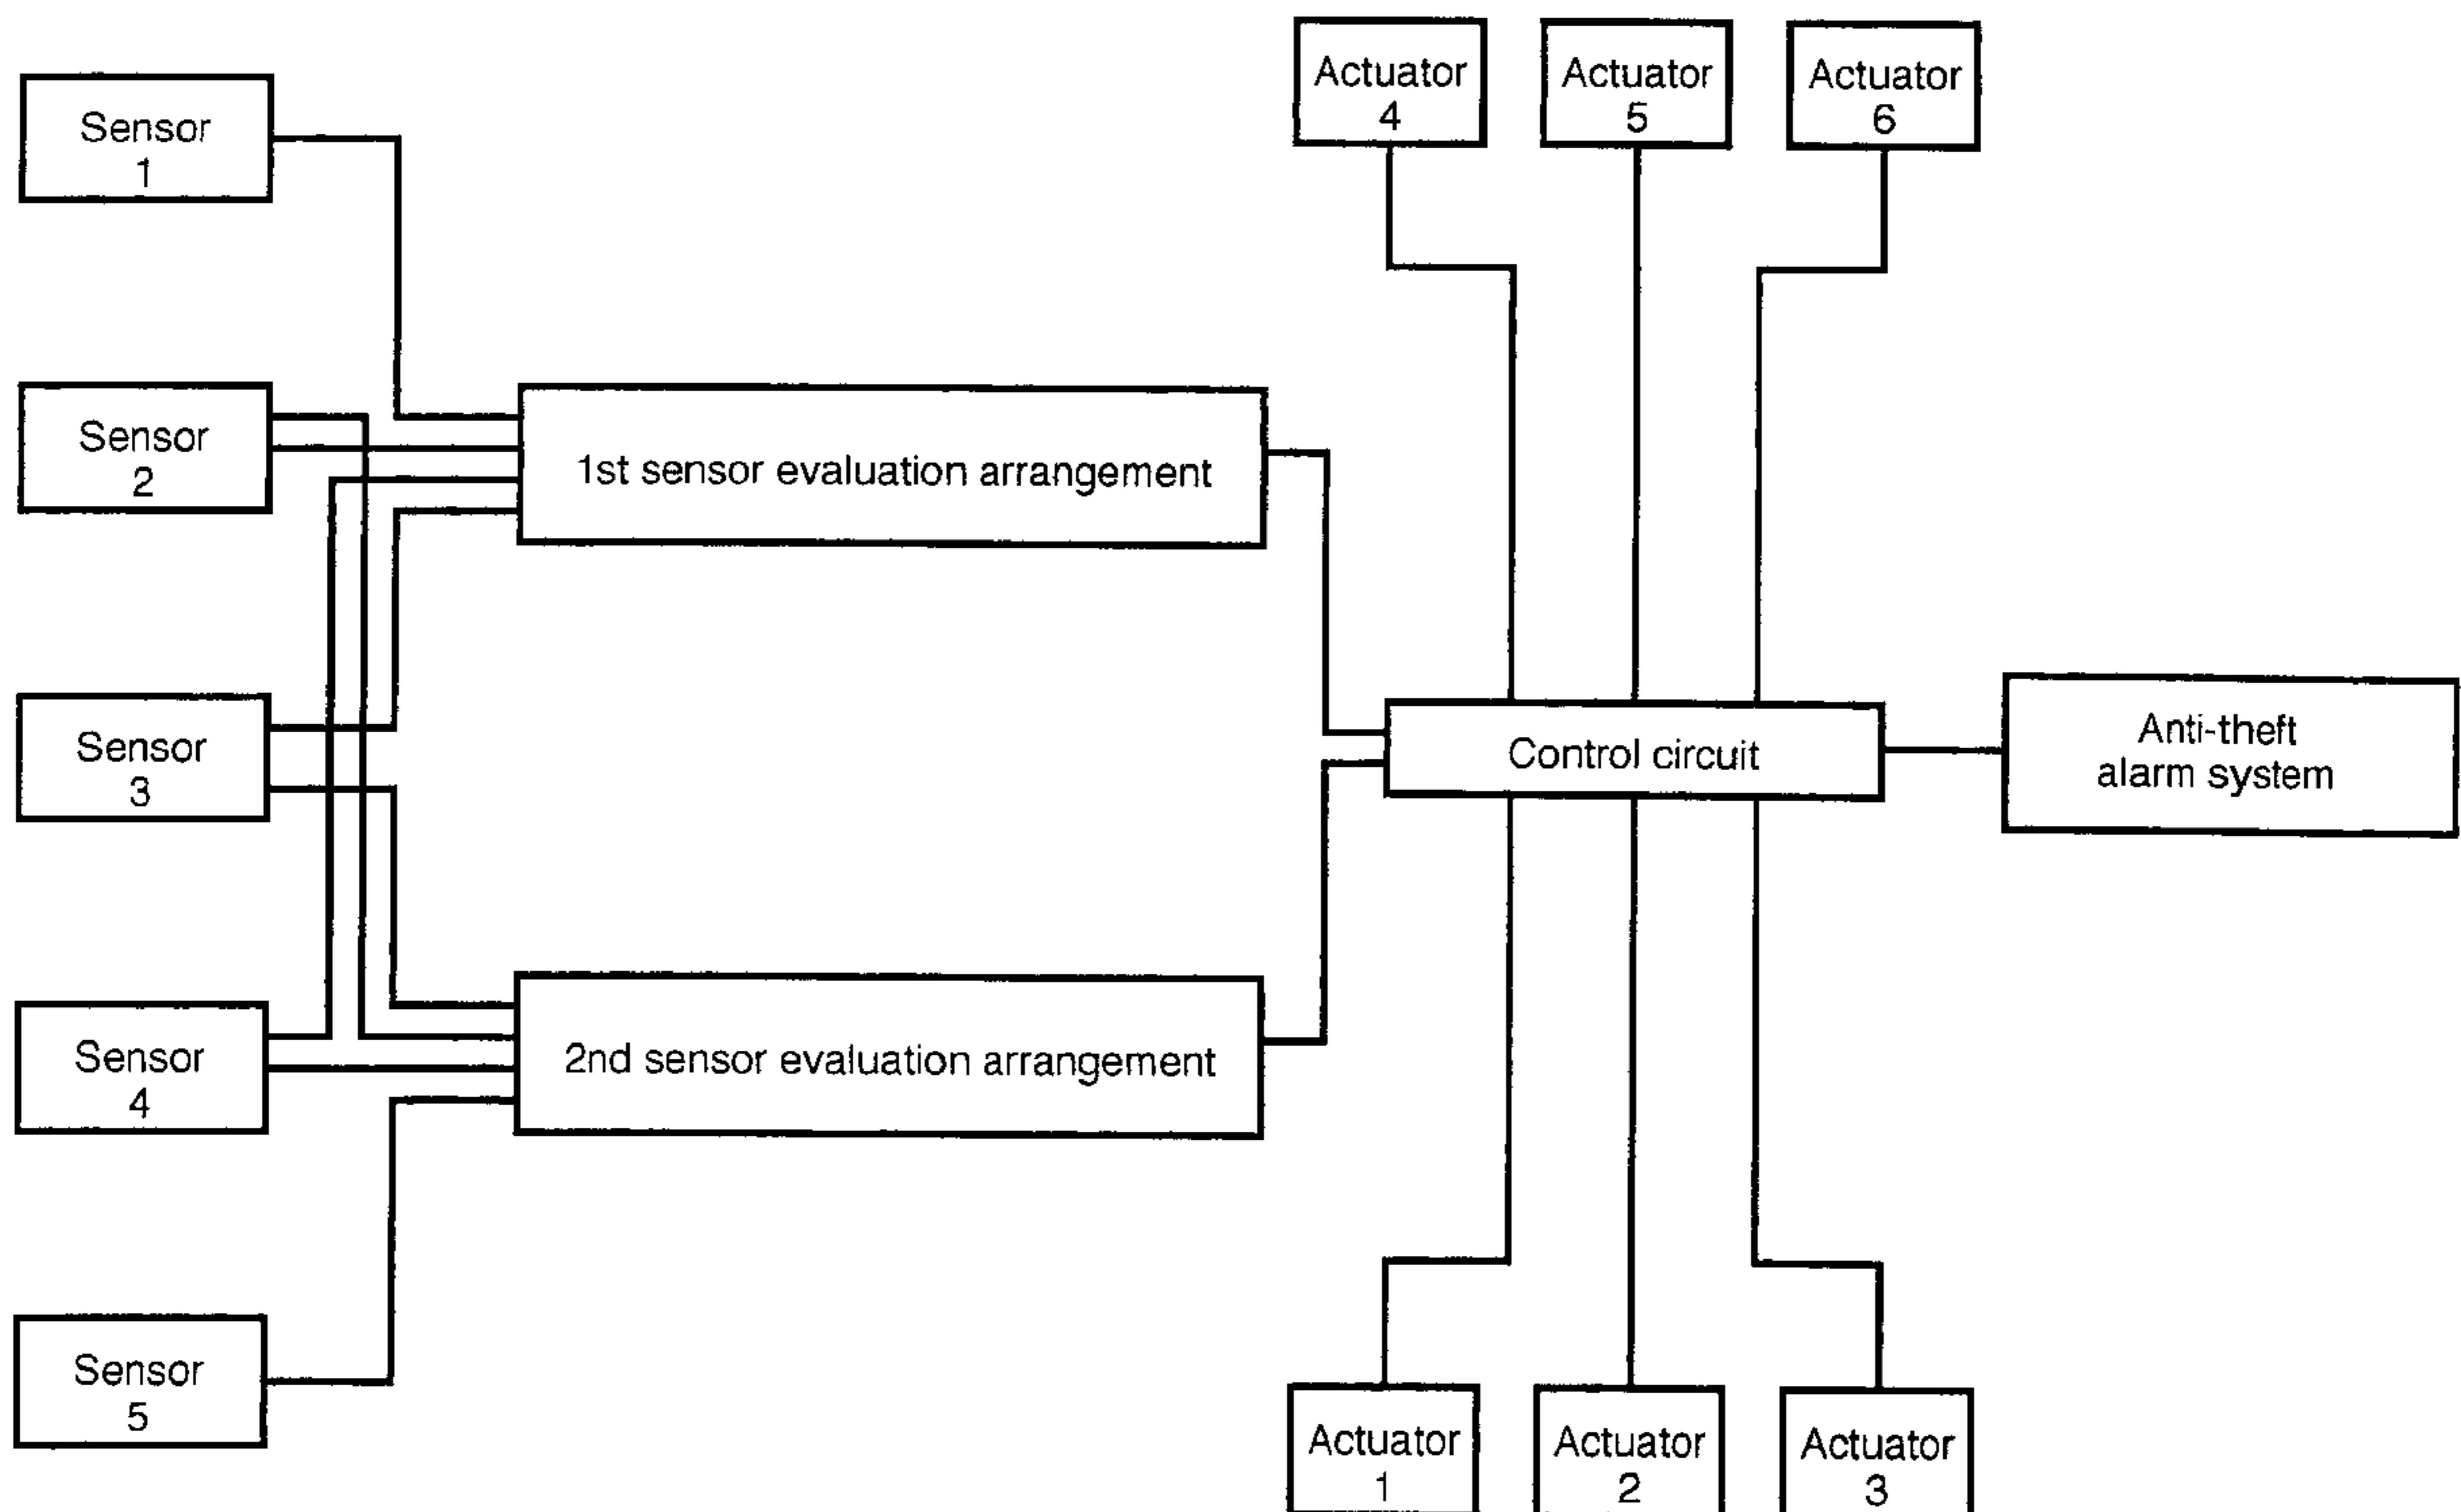 Actuator
4
Actuator
5
Actuator
6
Sensor
1
Sensor
2
1st sensor evaluation arrangement
Sensor
3
Control circuit
Anti-theft
alarm system
Sensor
4
2nd sensor evaluation arrangement
Sensor
5
Actuator
1
Actuator
2
Actuator
3